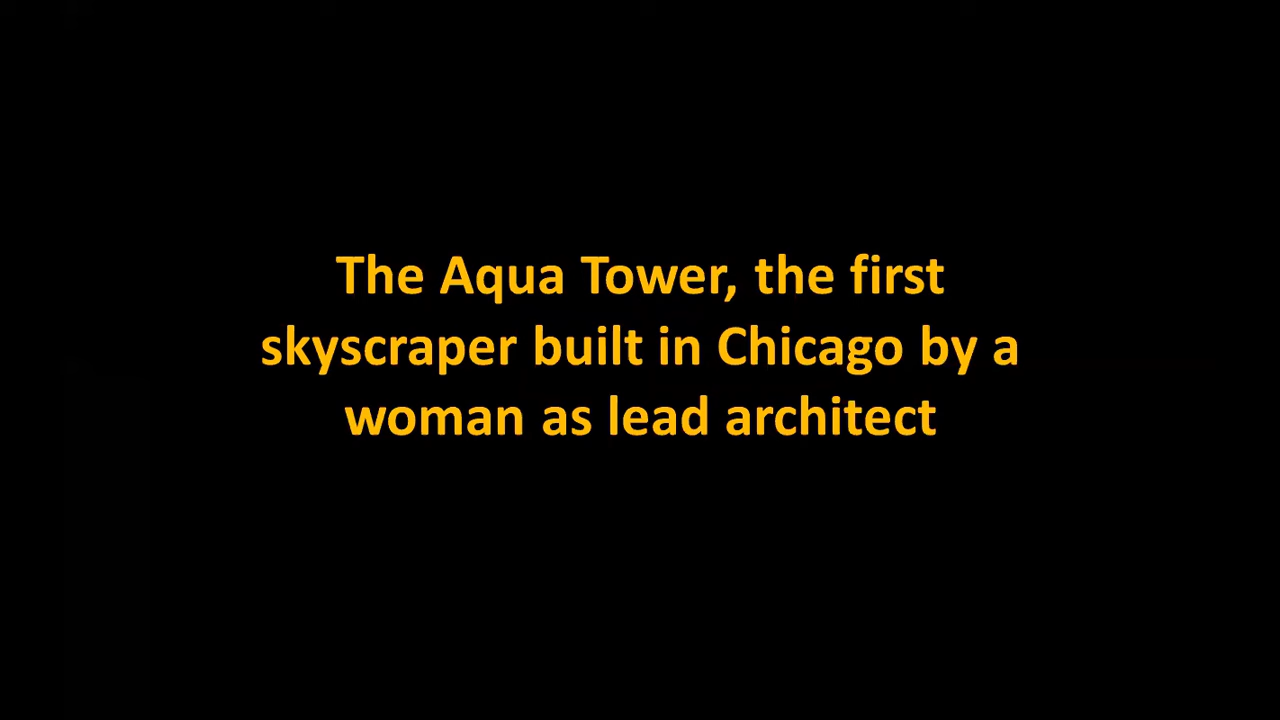 The Aqua Tower, the first
skyscraper built in Chicago by a
woman as lead architect